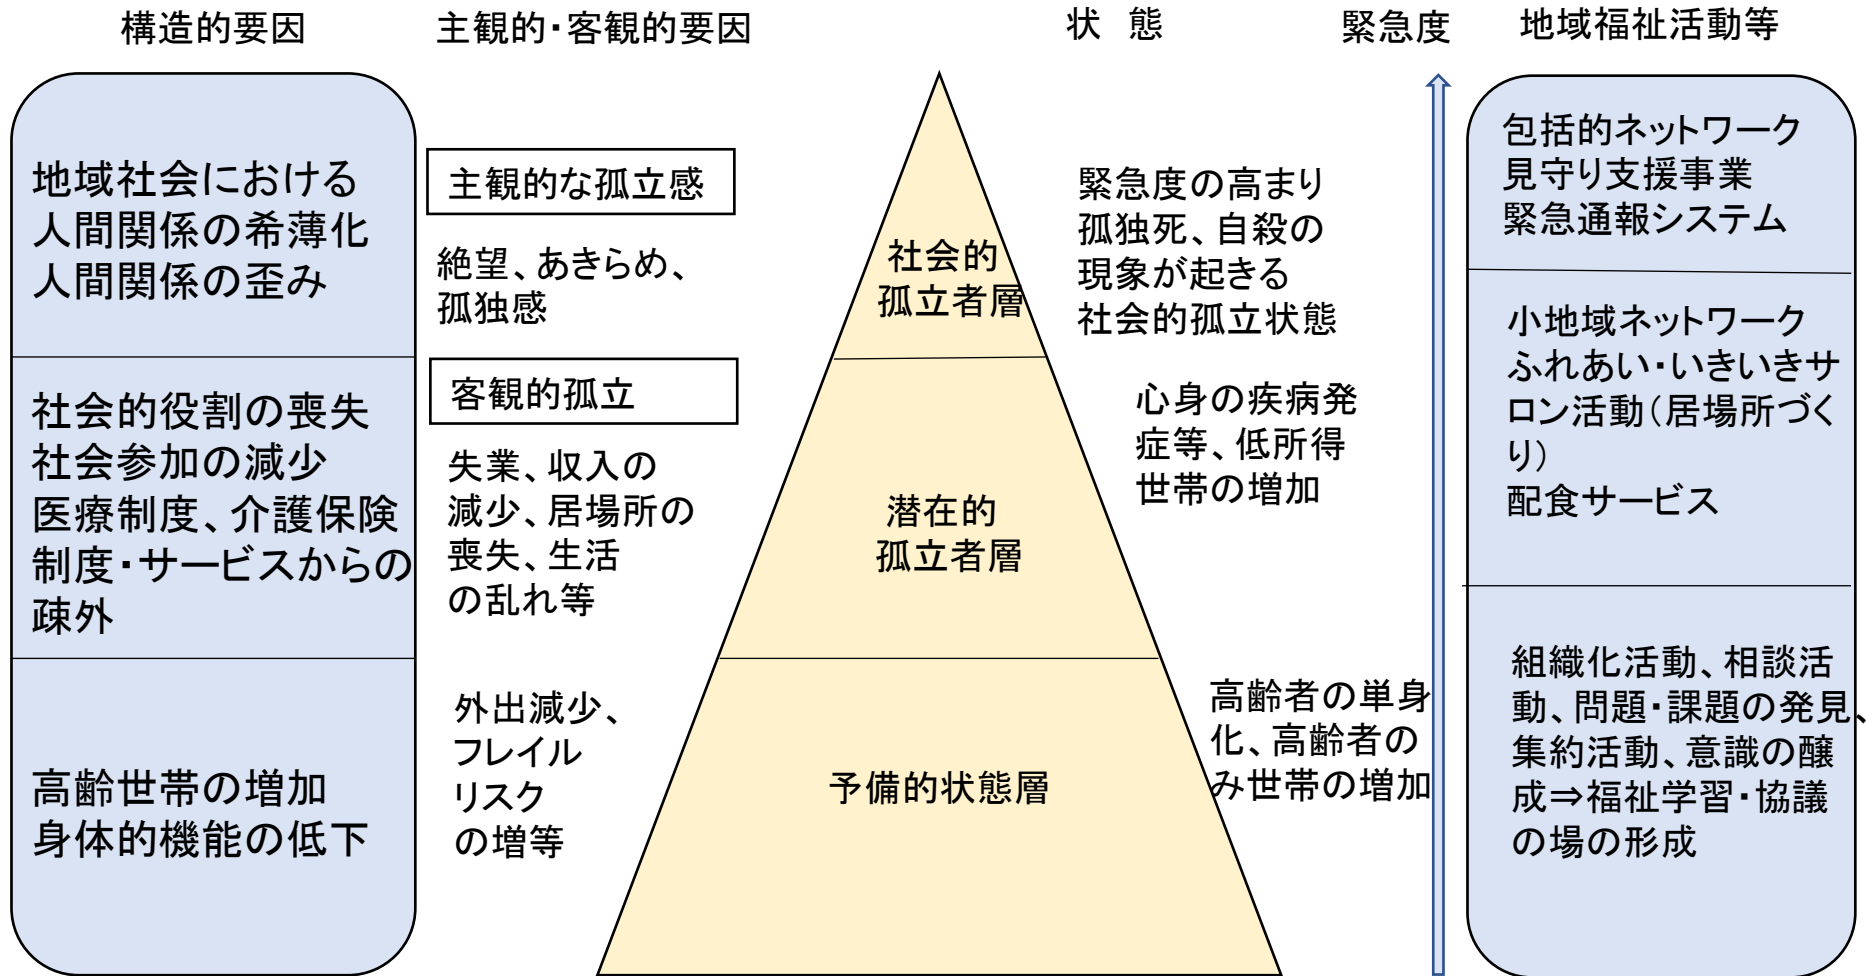 構造的要因
主観的・客観的要因
状　態
緊急度
地域福祉活動等
地域社会における
人間関係の希薄化
人間関係の歪み
社会的役割の喪失
社会参加の減少
医療制度、介護保険
制度・サービスからの
疎外
高齢世帯の増加
身体的機能の低下
主観的な孤立感
絶望、あきらめ、
孤独感
客観的孤立
失業、収入の
減少、居場所の
喪失、生活
の乱れ等
外出減少、
フレイル
リスク
の増等
社会的
孤立者層
潜在的
孤立者層
予備的状態層
緊急度の高まり
孤独死、自殺の
現象が起きる
社会的孤立状態
心身の疾病発
症等、低所得
世帯の増加
高齢者の単身
化、高齢者の
み世帯の増加
包括的ネットワーク
見守り支援事業
緊急通報システム
小地域ネットワーク
ふれあい・いきいきサ
ロン活動（居場所づく
り）
配食サービス
組織化活動、相談活
動、問題・課題の発見、
集約活動、意識の醸
成⇒福祉学習・協議
の場の形成